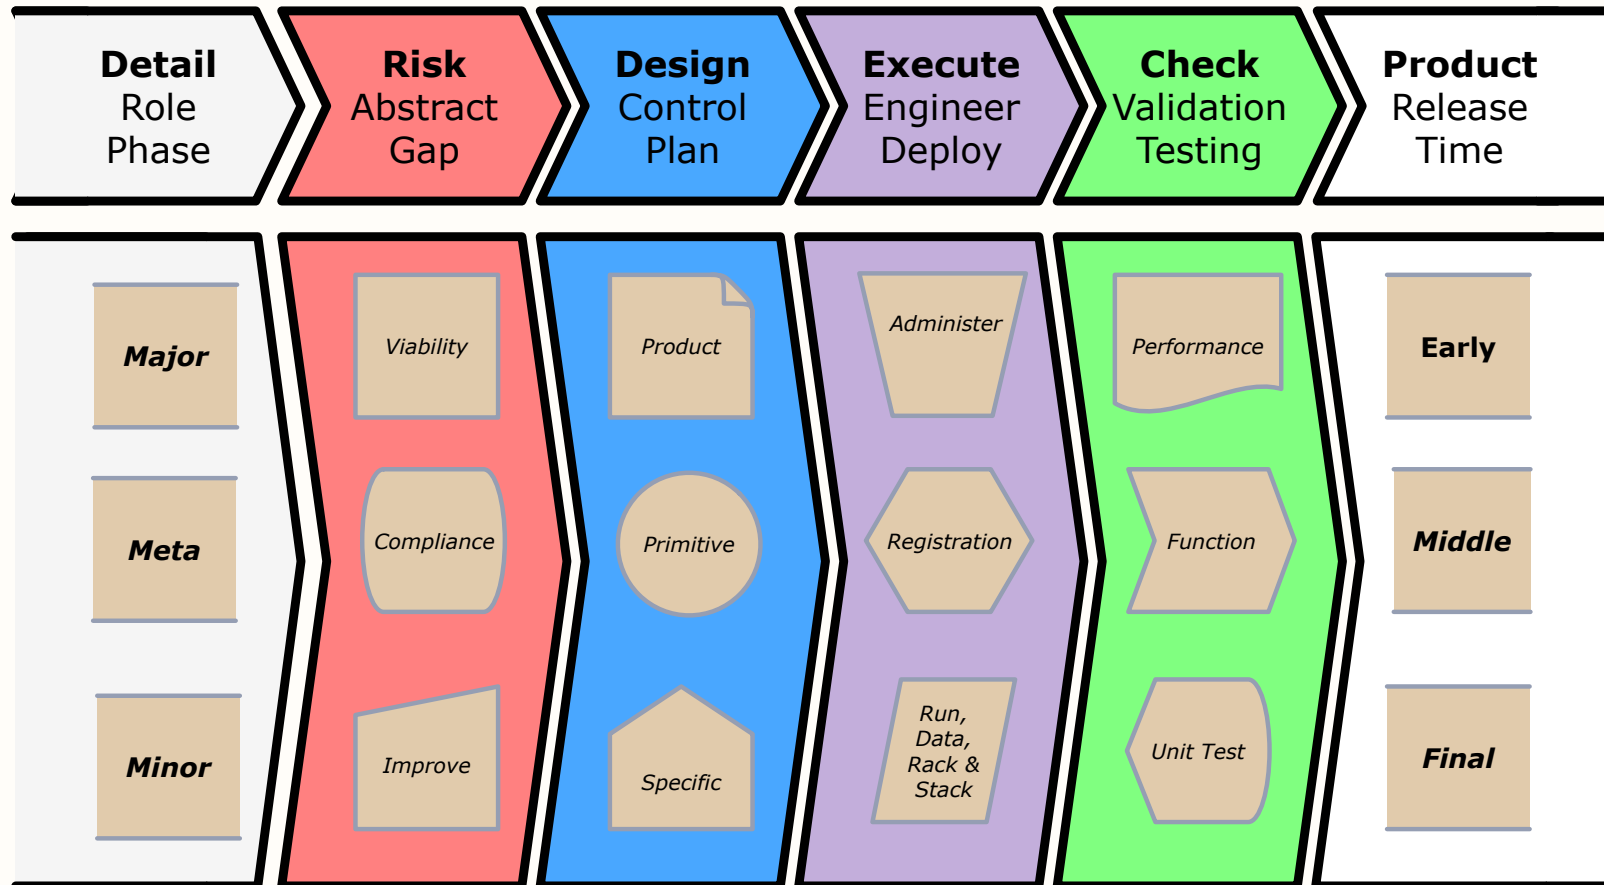 Detail
Role
Phase
Risk
Abstract
Gap
Design
Control
Plan
Execute
Engineer
Deploy
Check
Validation
Testing
Product
Release
Time
Major
Viability
Product
Administer
Performance
Early
Meta
Compliance
Primitive
Registration
Function
Middle
Minor
Improve
Specific
Run,
Data,
Rack &
Stack
Unit Test
Final